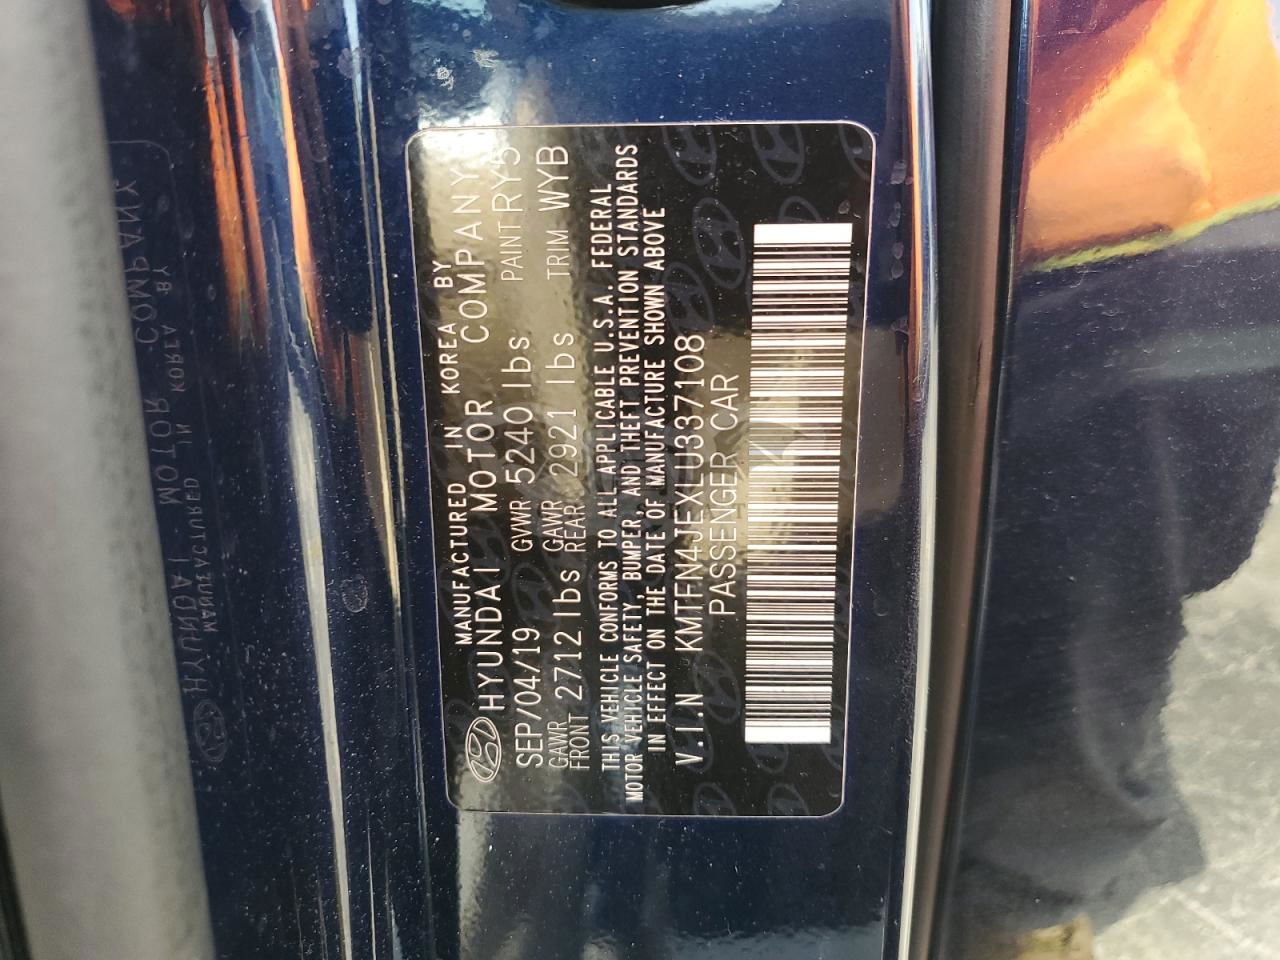 MANUFACTURED IN KOREA BY
HYUNDAI MOTOR COMPANY
SEP/04/19 GVWR 5240 lbs PAINT RY5
GAWR FRONT 2712 lbs GAWR REAR 2921 lbs TRIM WYB
THIS VEHICLE CONFORMS TO ALL APPLICABLE U.S.A. FEDERAL
MOTOR VEHICLE SAFETY, BUMPER, AND THEFT PREVENTION STANDARDS
IN EFFECT ON THE DATE OF MANUFACTURE SHOWN ABOVE
V.I.N KMTFN4JEXLU337108
PASSENGER CAR